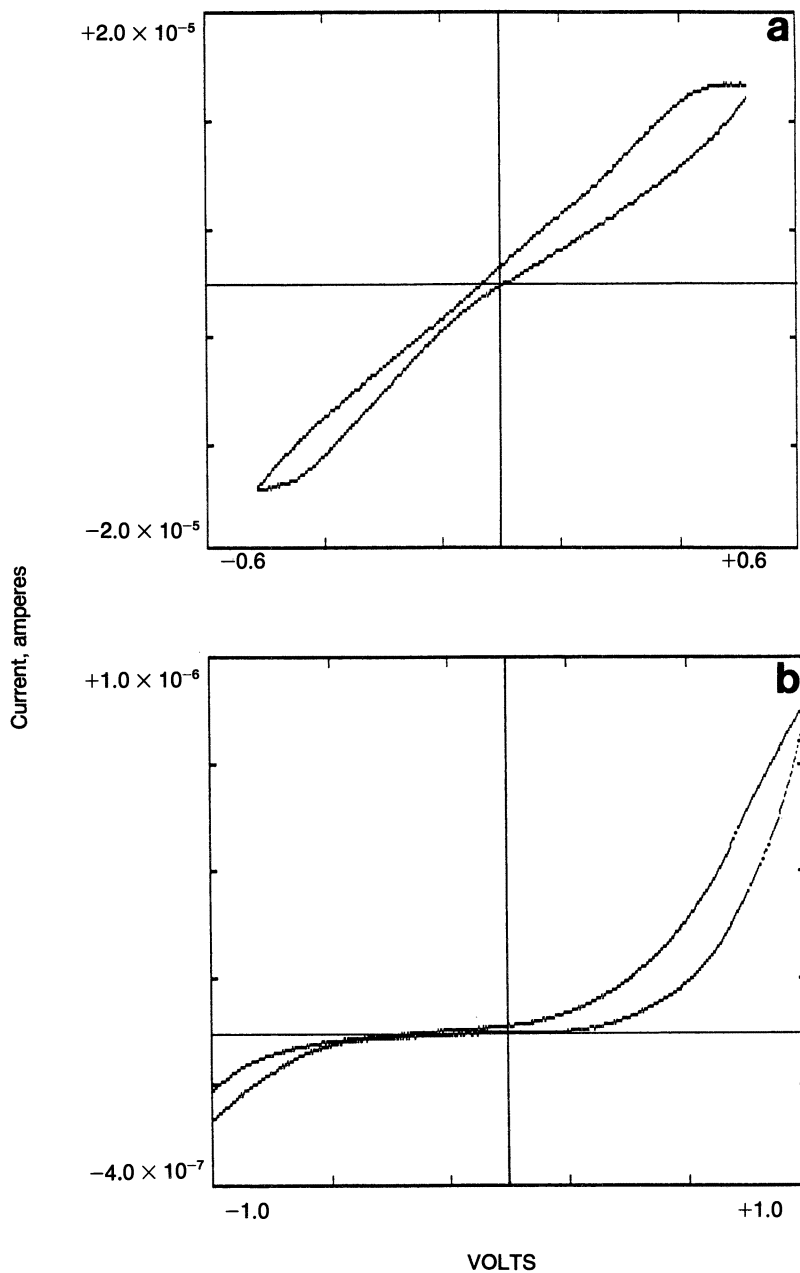 a
+2.0 × 10⁻⁵
−2.0 × 10⁻⁵
−0.6 +0.6
Current, amperes
b
+1.0 × 10⁻⁶
−4.0 × 10⁻⁷
−1.0 +1.0
VOLTS